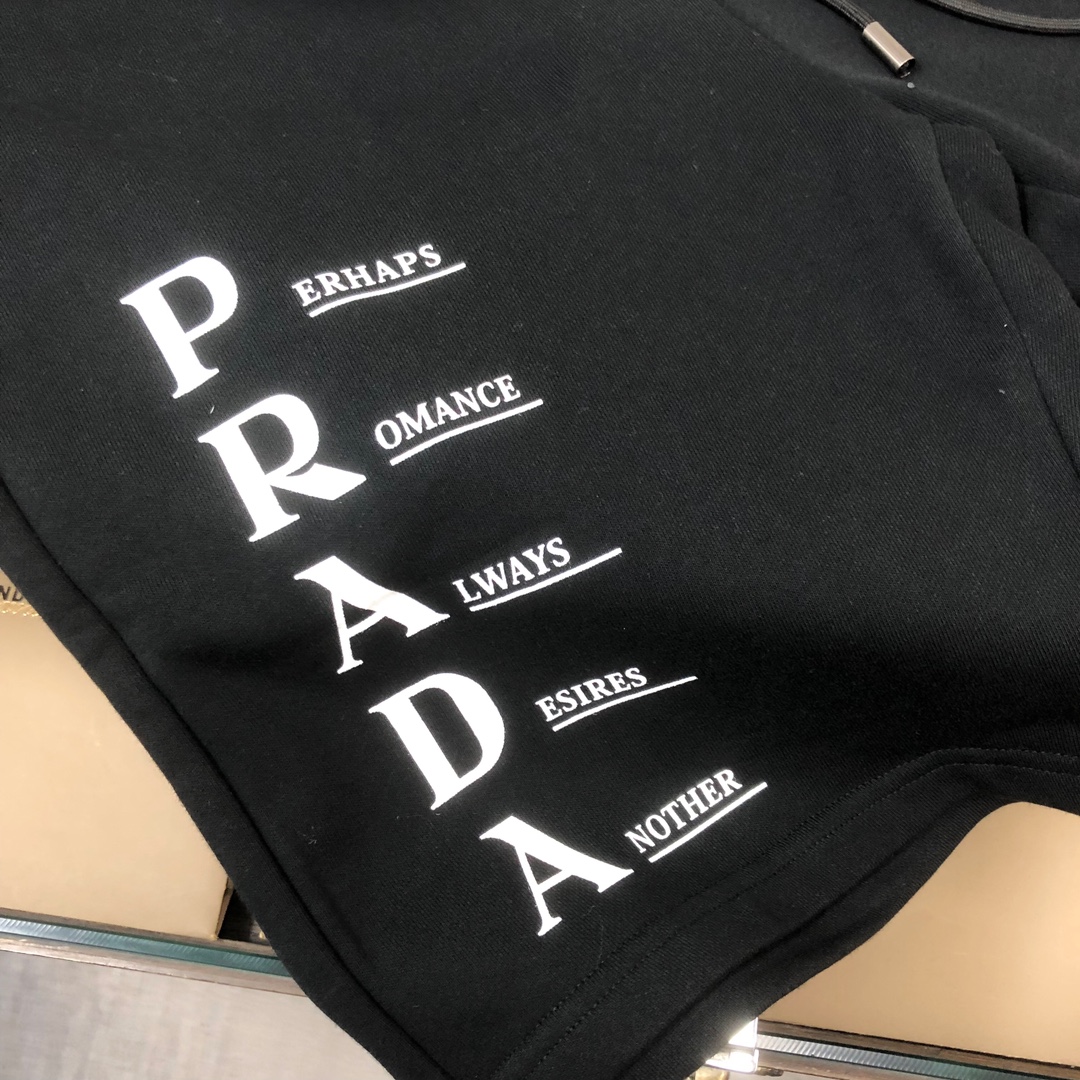 PERHAPS
ROMANCE
ALWAYS
DESIRES
ANOTHER